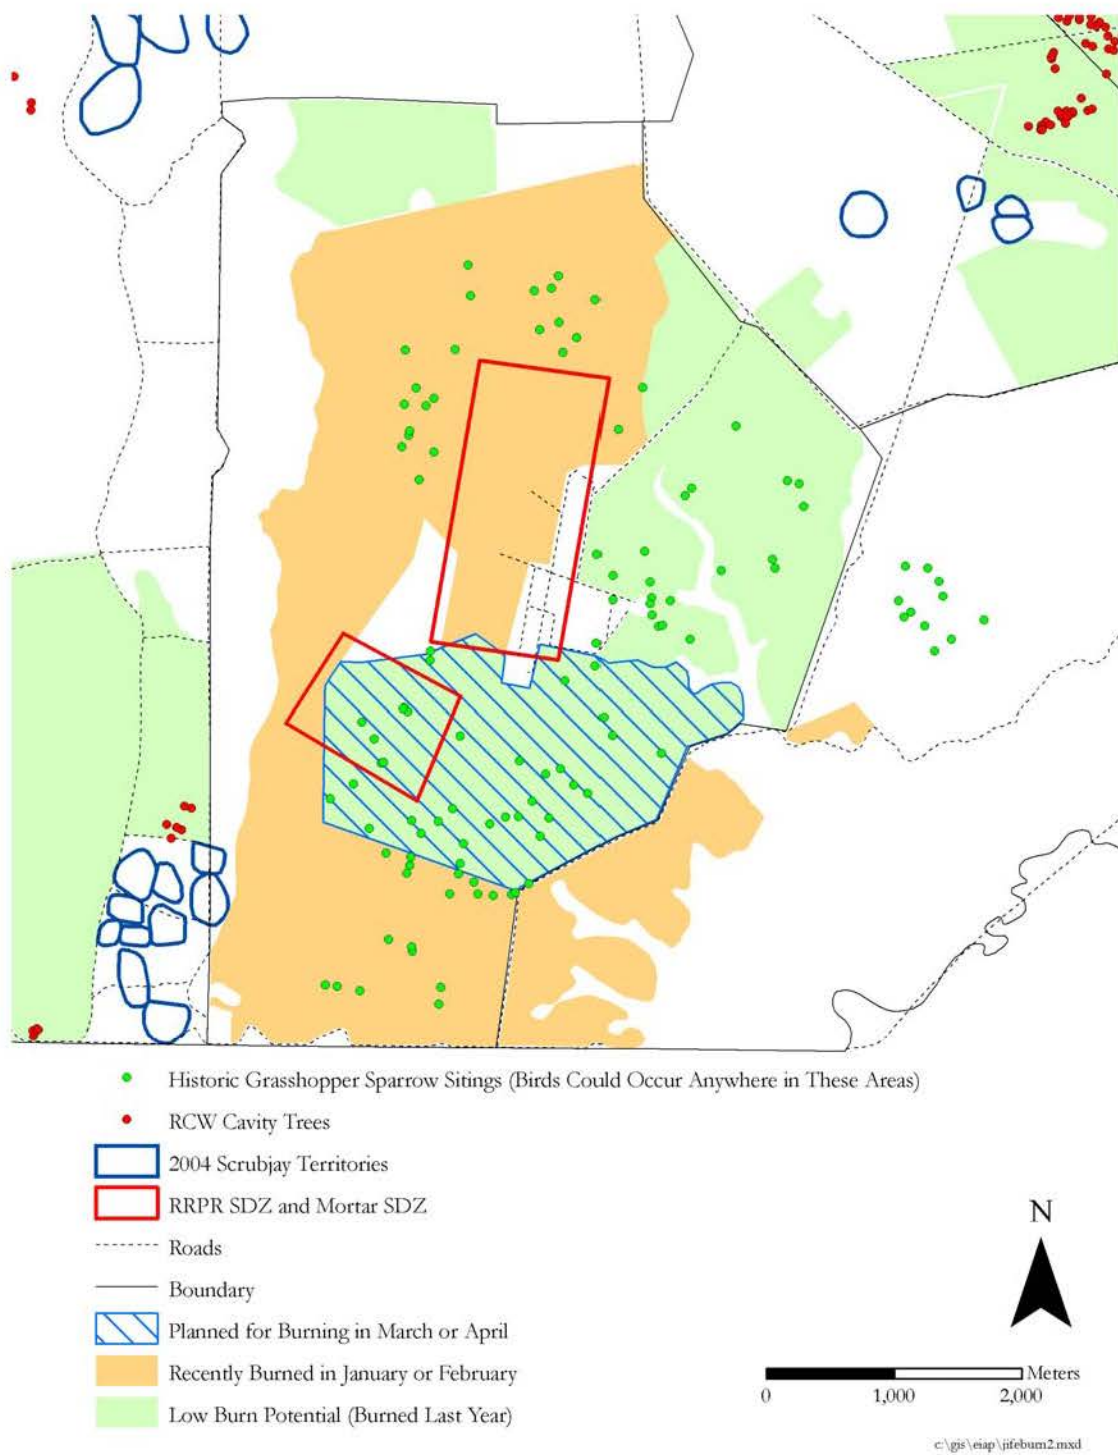 Historic Grasshopper Sparrow Sitings (Birds Could Occur Anywhere in These Areas)
RCW Cavity Trees
2004 Scrubjay Territories
RRPR SDZ and Mortar SDZ
Roads
Boundary
Planned for Burning in March or April
Recently Burned in January or February
Low Burn Potential (Burned Last Year)
N
Meters
0 1,000 2,000
c:\gis\eiap\jifeburn2.mxd